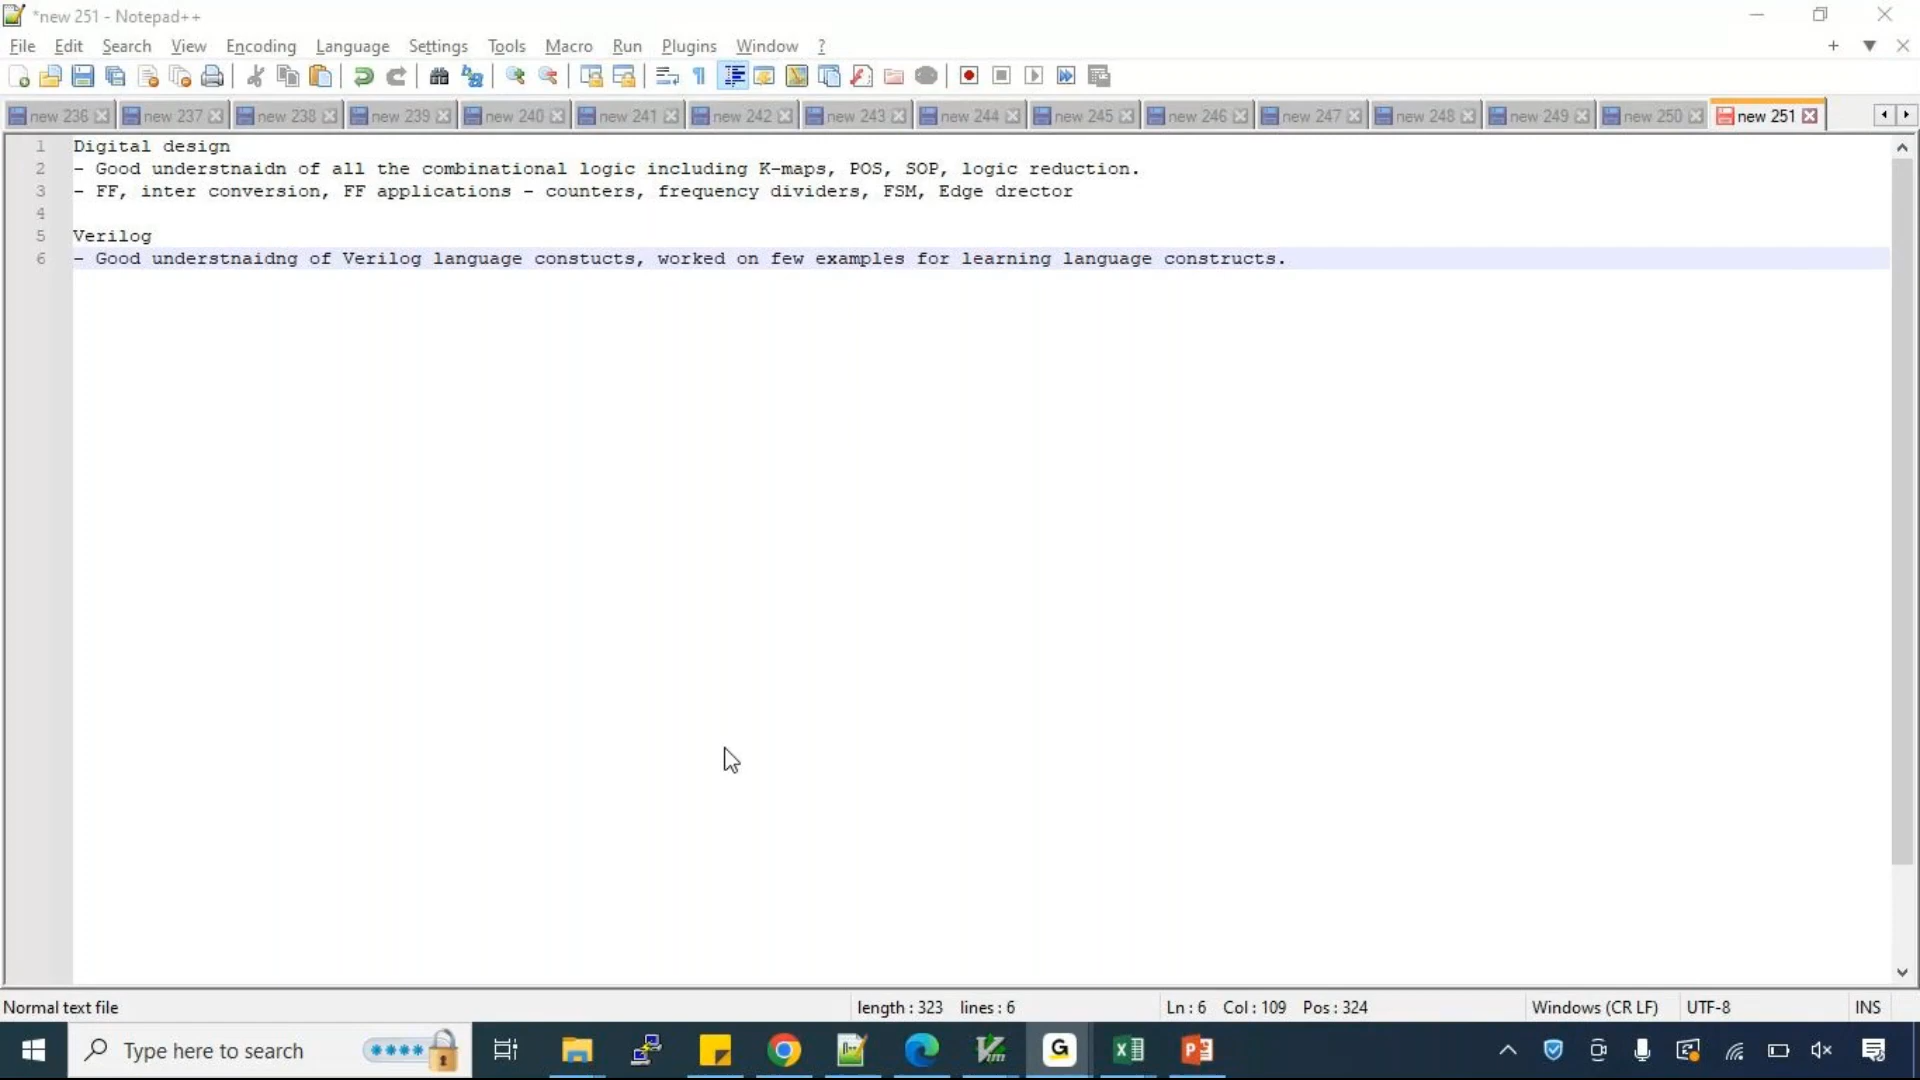 *new 251 - Notepad++
File Edit Search View Encoding Language Settings Tools Macro Run Plugins Window ?
new 236 new 237 new 238 new 239 new 240 new 241 new 242 new 243 new 244 new 245 new 246 new 247 new 248 new 249 new 250 new 251
1 Digital design
2 - Good understnaidn of all the combinational logic including K-maps, POS, SOP, logic reduction.
3 - FF, inter conversion, FF applications - counters, frequency dividers, FSM, Edge drector
4
5 Verilog
6 - Good understnaidng of Verilog language constucts, worked on few examples for learning language constructs.
Normal text file length : 323 lines : 6 Ln : 6 Col : 109 Pos : 324 Windows (CR LF) UTF-8 INS
Type here to search